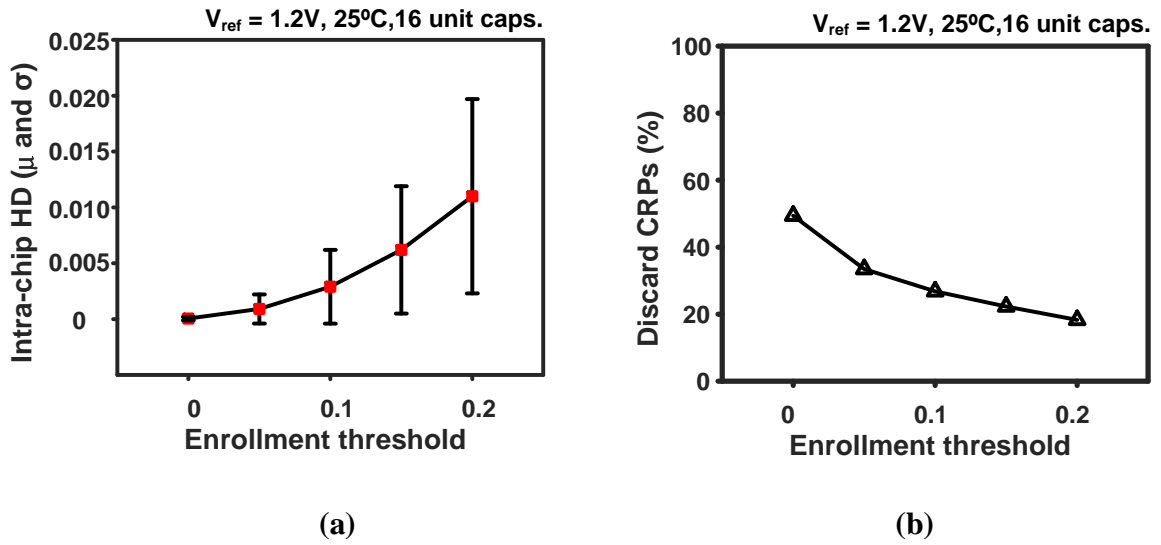 V_ref = 1.2V, 25ºC,16 unit caps.
Intra-chip HD (μ and σ)
0.025
0.020
0.015
0.010
0.005
0
0 0.1 0.2
Enrollment threshold
(a)
V_ref = 1.2V, 25ºC,16 unit caps.
Discard CRPs (%)
100
80
60
40
20
0
0 0.1 0.2
Enrollment threshold
(b)